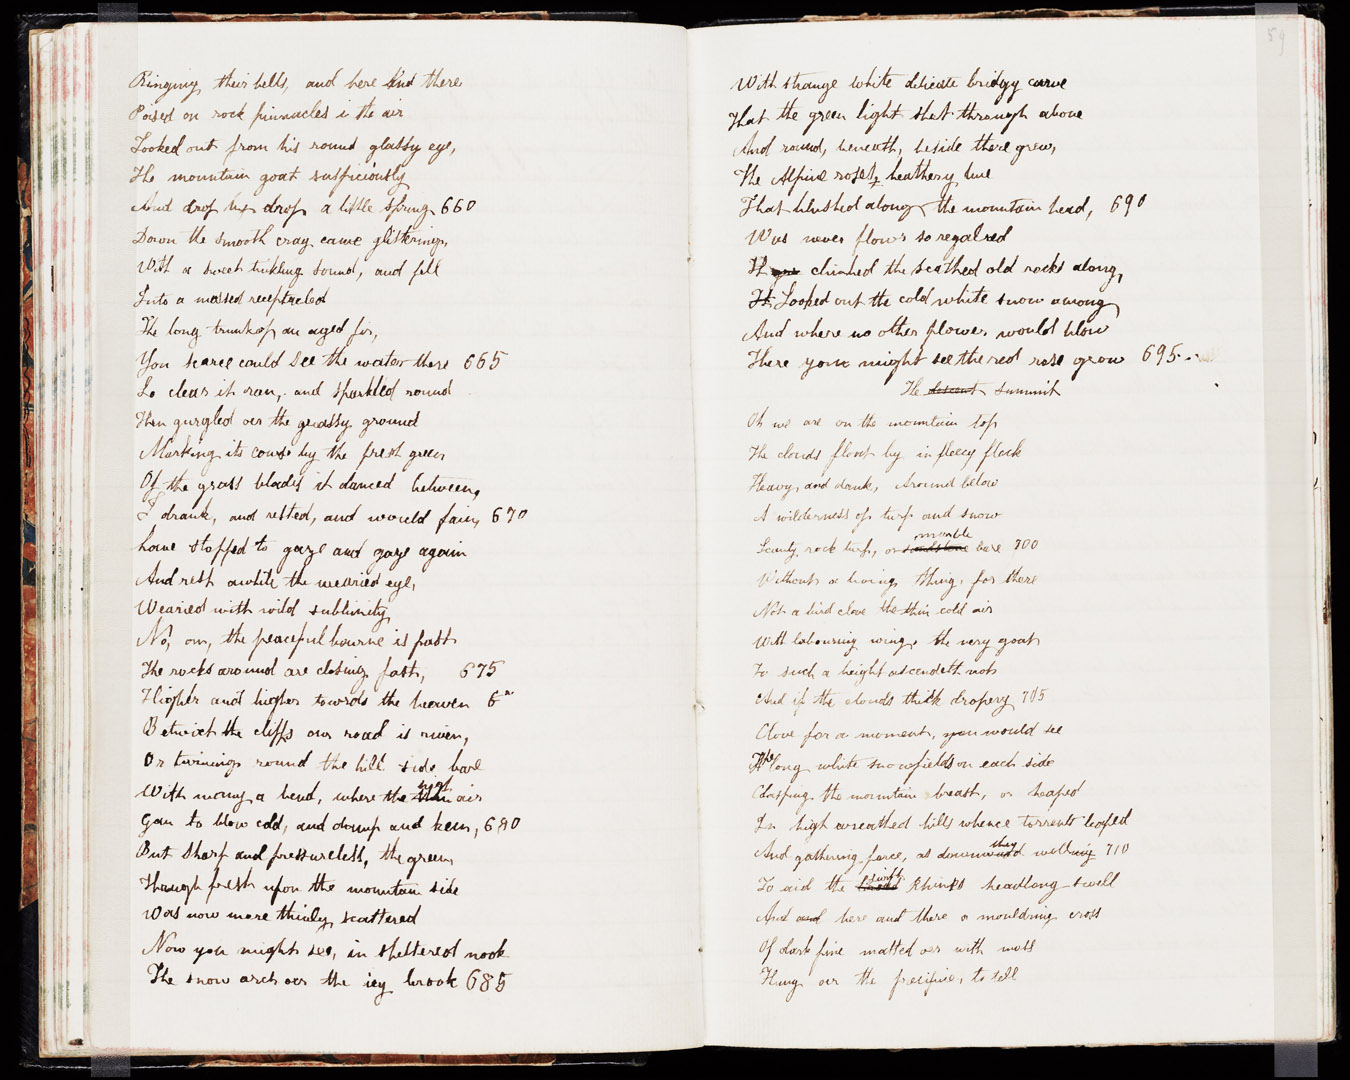 Ringing their bells, and here and there
Poised on rock pinnacles i the air
Looked out from his round glassy eye,
The mountain goat suspiciously
And drop by drop a little spring 660
Down the smooth crag came glittering,
With a sweet tinkling sound, and fell
Into a mossed receptacled
The long trunk of an aged fir,
You scarce could see the water there 665
So clear it ran, and sparkled round
Then gurgled oer the grassy ground
Marking its course by the fresh green
Of the grass blades it danced between,
I drank, and rested, and would fain 670
have stopped to gaze and gaze again
And rest awhile the wearied eye,
Wearied with wild sublimity
No, on, the peaceful bourne is past
The rocks around are closing fast, 675
Higher and higher towards the heaven 6
Betwixt the cliffs our road is riven,
Or twining round the hill side bare
With many a bend, where the
nigt
thin air
Gan to blow cold, and damp and keen, 680
But sharp and pressureless, the green
Though fresh upon the mountain side
Was now more thinly scattered
Now you might see, in sheltered nook
The snow arch oer the icy brook 685
59
With strange white delicate bridgy curve
That the green light shot through above
And round, beneath, beside there grew,
The Alpine roses heathery hue
That blushed along the mountain head, 690
Was never flower so regal red
It climbed the scathed old rocks along,
It Looked out the cold white snow among
And where no other flower would blow
There you might see the red rose grow 695
The descent summit
Oh we are on the mountain top
The clouds float by in fleecy flock
Heavy, and dank, Around below
A wilderness of turf and snow
movable
Scanty rock turf, or sandstone bare 700
Without a living thing, for there
Not a bird clove the thin cold air
With labouring wing, the very goat
To such a height ascendeth not
And if the clouds thick drapery 705
Clove for a moment, you would see
The long white snowfields on each side
Clasping the mountain breast, or heaped
In high wreathed hills whence torrents leaped
they
And gathering force, as downward welling 710
swift
To aid the Rhines headlong swell
And and here and there a mouldring cross
Of dark pine matted oer with moss
Hung oer the precipice, to tell